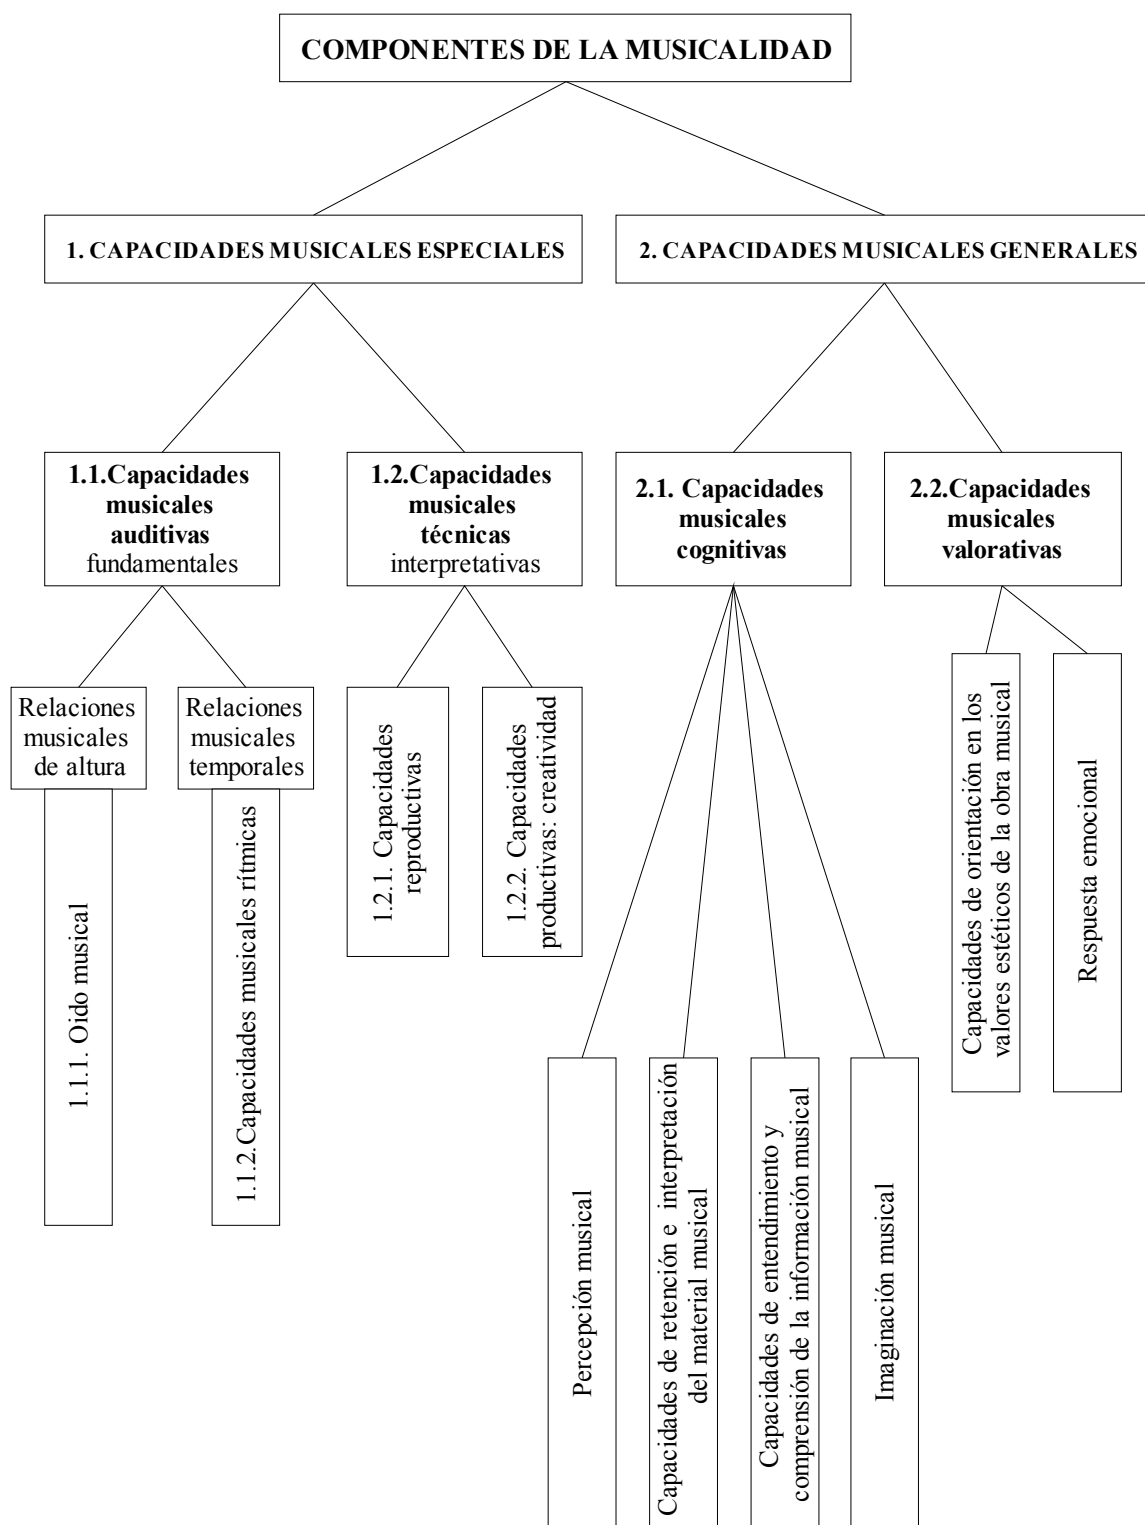 COMPONENTES DE LA MUSICALIDAD
1. CAPACIDADES MUSICALES ESPECIALES
2. CAPACIDADES MUSICALES GENERALES
1.1.Capacidades
musicales
auditivas
fundamentales
1.2.Capacidades
musicales
técnicas
interpretativas
2.1. Capacidades
musicales
cognitivas
2.2.Capacidades
musicales
valorativas
Relaciones
musicales
de altura
Relaciones
musicales
temporales
1.1.1. Oido musical
1.1.2.Capacidades musicales rítmicas
1.2.1. Capacidades
reproductivas
1.2.2. Capacidades
productivas: creatividad
Percepción musical
Capacidades de retención e interpretación
del material musical
Capacidades de entendimiento y
comprensión de la información musical
Imaginación musical
Capacidades de orientación en los
valores estéticos de la obra musical
Respuesta emocional